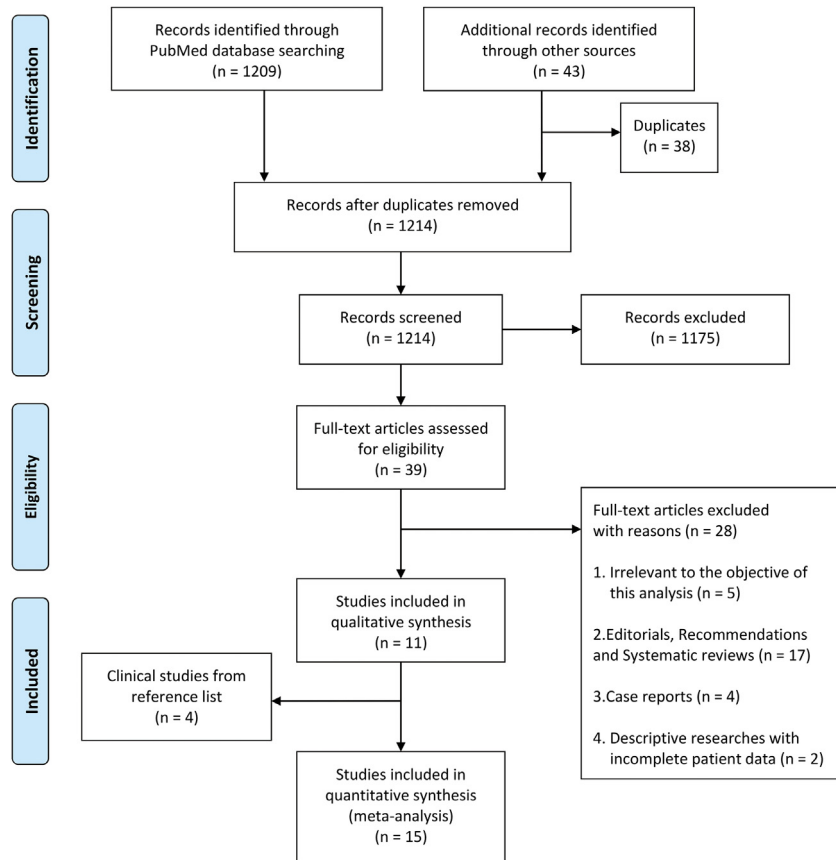 Identification
Records identified through
PubMed database searching
(n = 1209)
Additional records identified
through other sources
(n = 43)
Duplicates
(n = 38)
Records after duplicates removed
(n = 1214)
Screening
Records screened
(n = 1214)
Records excluded
(n = 1175)
Eligibility
Full-text articles assessed
for eligibility
(n = 39)
Full-text articles excluded
with reasons (n = 28)
1. Irrelevant to the objective of
this analysis (n = 5)
2.Editorials, Recommendations
and Systematic reviews (n = 17)
3.Case reports (n = 4)
4. Descriptive researches with
incomplete patient data (n = 2)
Included
Studies included in
qualitative synthesis
(n = 11)
Clinical studies from
reference list
(n = 4)
Studies included in
quantitative synthesis
(meta-analysis)
(n = 15)